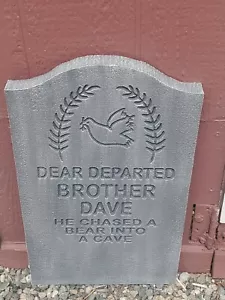 DEAR DEPARTED
BROTHER
DAVE
HE CHASED A
BEAR INTO
A CAVE